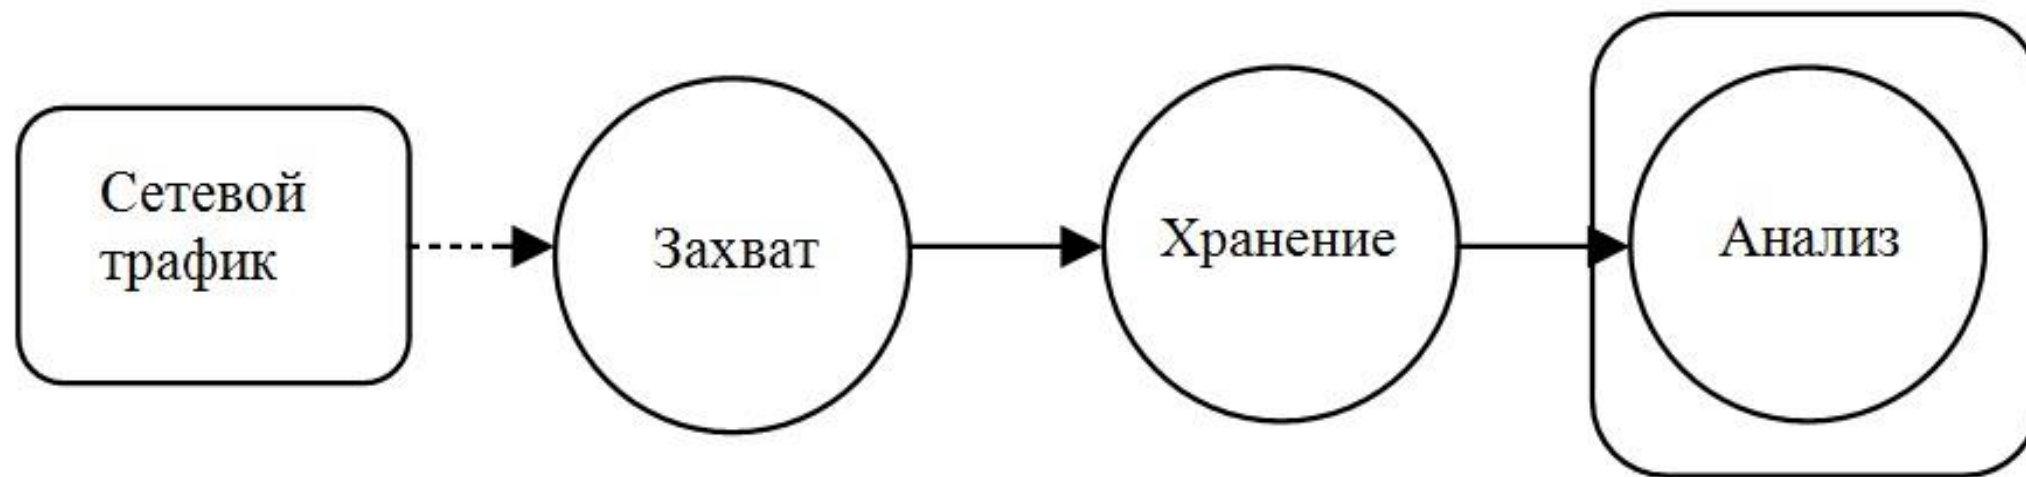 Сетевой
трафик
Захват
Хранение
Анализ